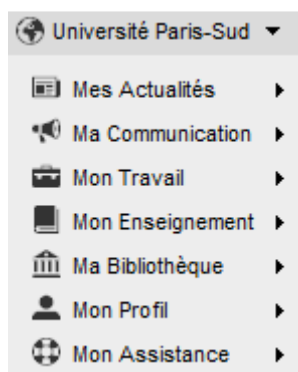 Université Paris-Sud
Mes Actualités
Ma Communication
Mon Travail
Mon Enseignement
Ma Bibliothèque
Mon Profil
Mon Assistance